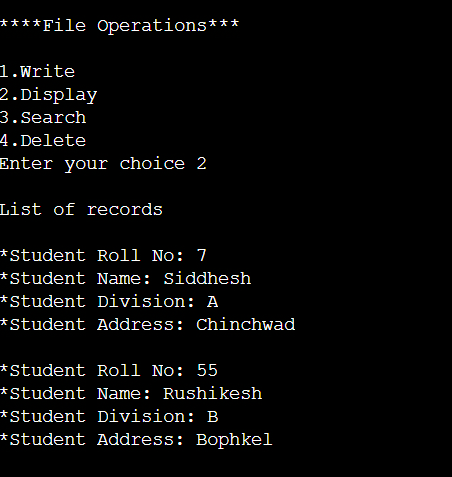 ****File Operations***
1.Write
2.Display
3.Search
4.Delete
Enter your choice 2
List of records
*Student Roll No: 7
*Student Name: Siddhesh
*Student Division: A
*Student Address: Chinchwad
*Student Roll No: 55
*Student Name: Rushikesh
*Student Division: B
*Student Address: Bophkel